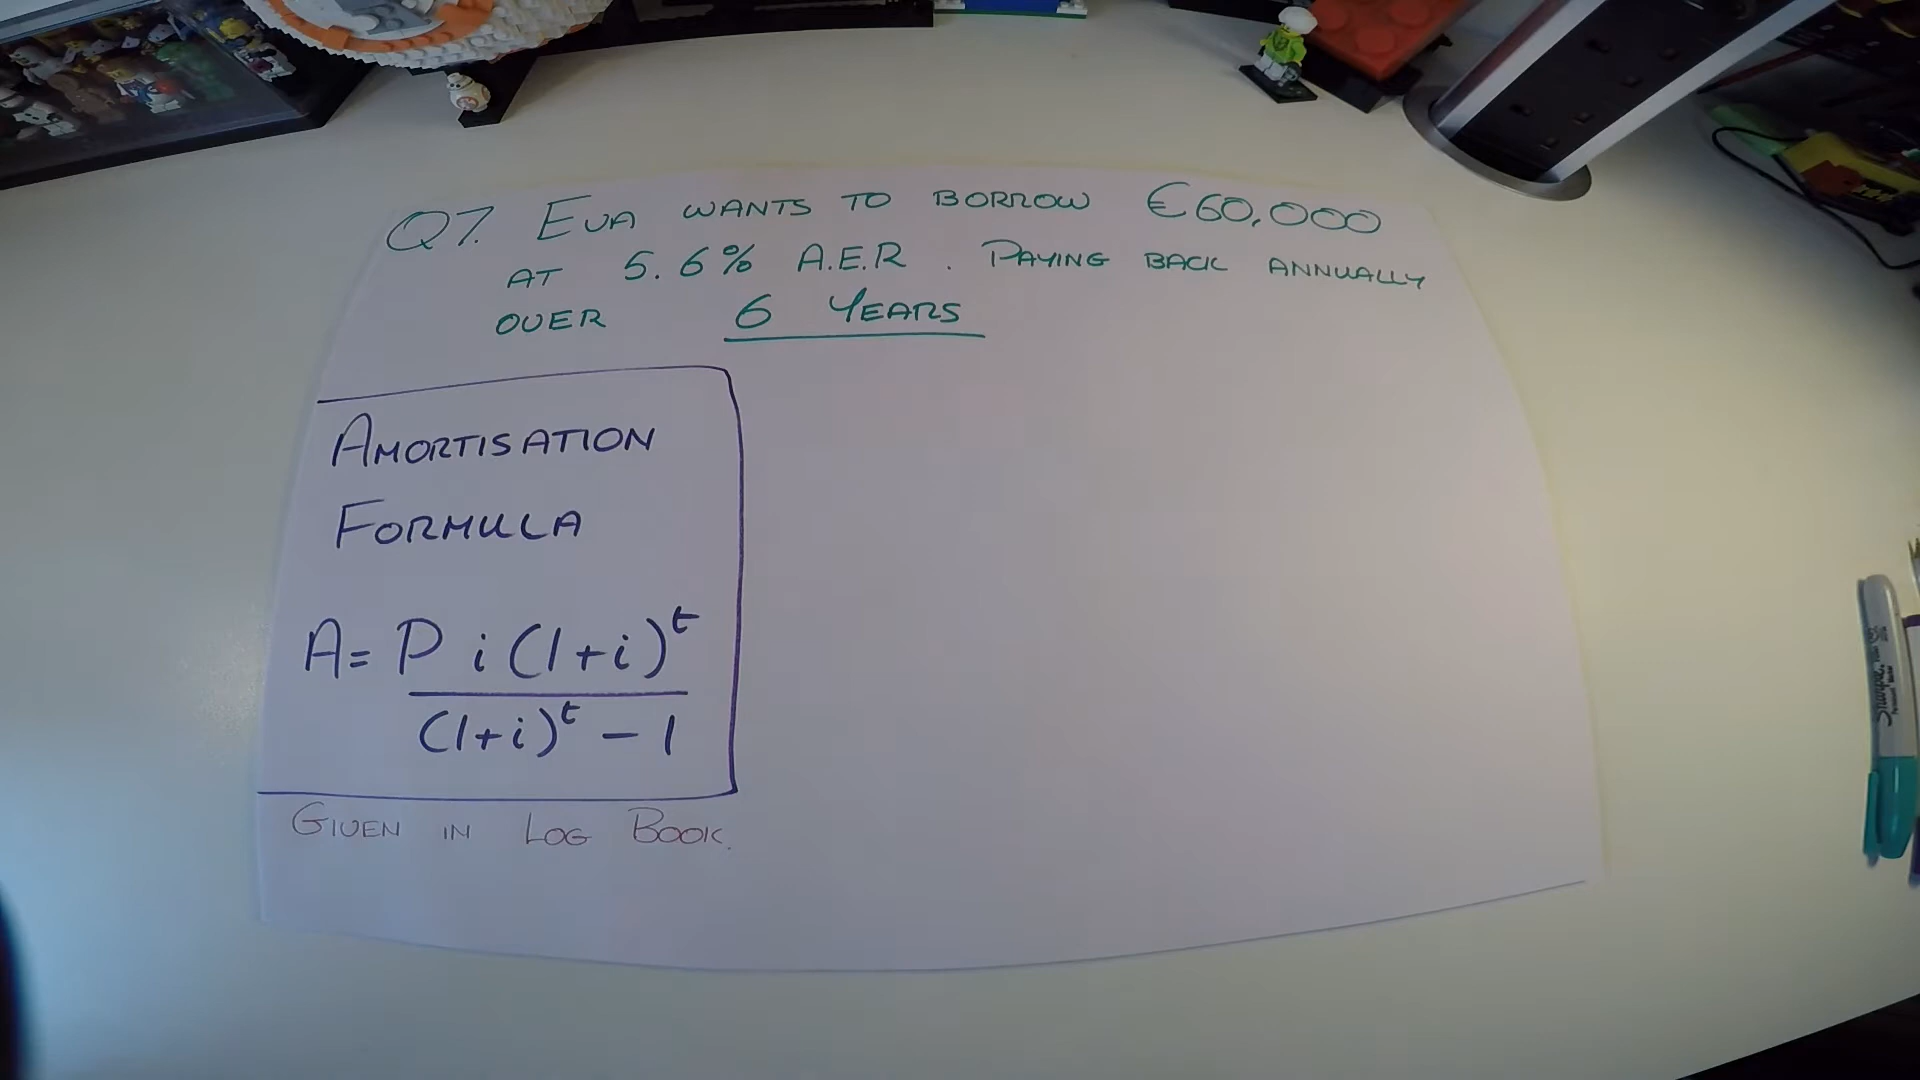 Q7. EVA WANTS TO BORROW €60,000
AT 5.6% A.E.R. PAYING BACK ANNUALLY
OVER 6 YEARS
AMORTISATION
FORMULA
A= P i(1+i)^t
(1+i)^t - 1
GIVEN IN LOG BOOK.
Sharpie